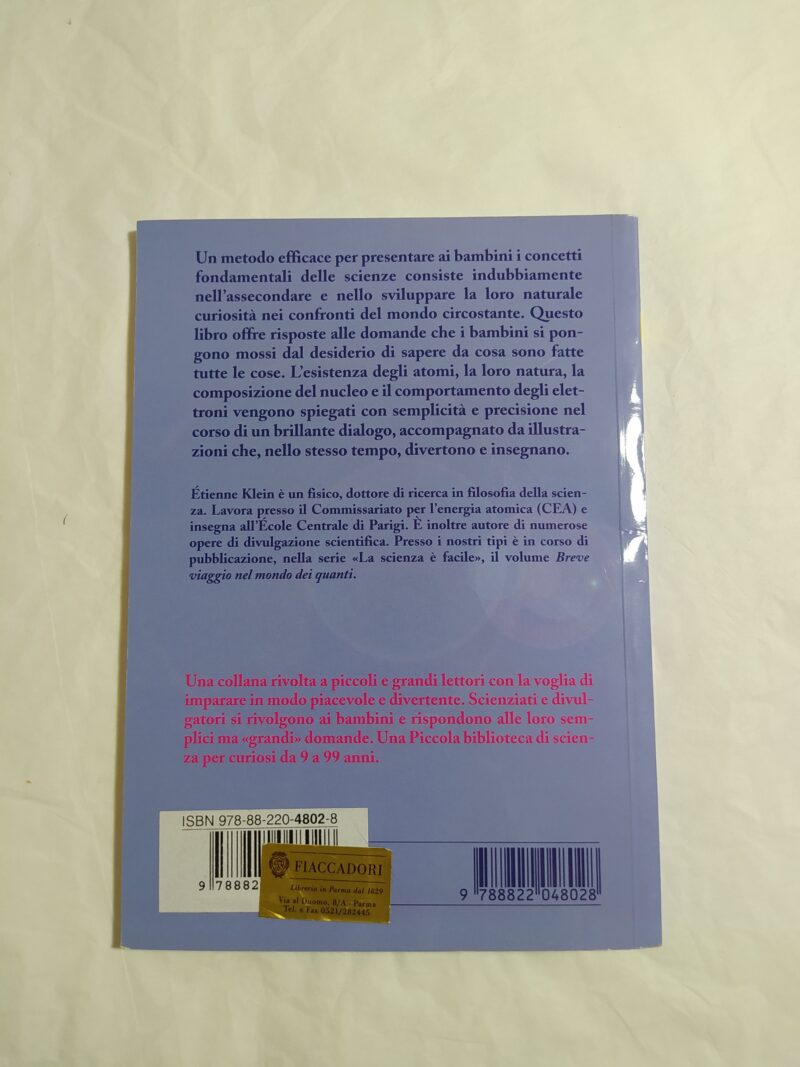 Un metodo efficace per presentare ai bambini i concetti
fondamentali delle scienze consiste indubbiamente
nell'assecondare e nello sviluppare la loro naturale
curiosità nei confronti del mondo circostante. Questo
libro offre risposte alle domande che i bambini si pon-
gono mossi dal desiderio di sapere da cosa sono fatte
tutte le cose. L'esistenza degli atomi, la loro natura, la
composizione del nucleo e il comportamento degli elet-
troni vengono spiegati con semplicità e precisione nel
corso di un brillante dialogo, accompagnato da illustra-
zioni che, nello stesso tempo, divertono e insegnano.
Étienne Klein è un fisico, dottore di ricerca in filosofia della scien-
za. Lavora presso il Commissariato per l'energia atomica (CEA) e
insegna all'École Centrale di Parigi. È inoltre autore di numerose
opere di divulgazione scientifica. Presso i nostri tipi è in corso di
pubblicazione, nella serie «La scienza è facile», il volume Breve
viaggio nel mondo dei quanti.
Una collana rivolta a piccoli e grandi lettori con la voglia di
imparare in modo piacevole e divertente. Scienziati e divul-
gatori si rivolgono ai bambini e rispondono alle loro sem-
plici ma «grandi» domande. Una Piccola biblioteca di scien-
za per curiosi da 9 a 99 anni.
ISBN 978-88-220-4802-8
9 78882
FIACCADORI
Libreria in Parma dal 1829
Via al Duomo, 8/A - Parma
Tel. e Fax 0521/282445
9 788822 048028